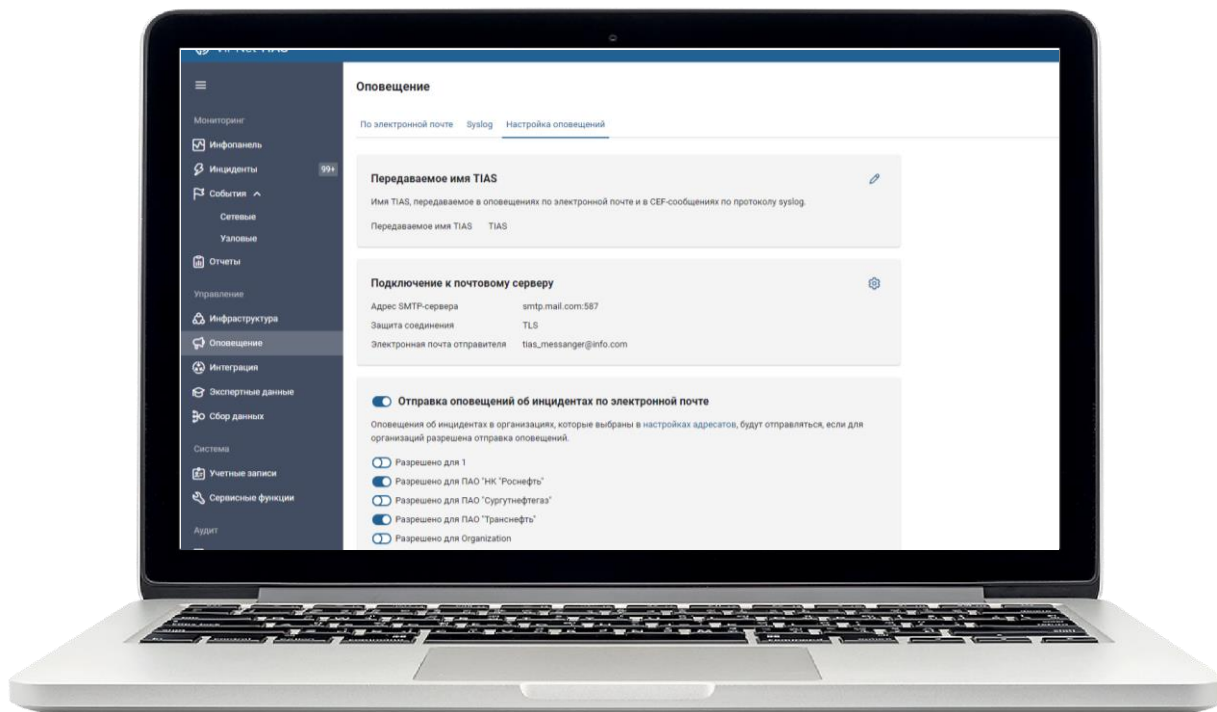 ViPNet TIAS
Мониторинг
Инфопанель
Инциденты 99+
События
Сетевые
Узловые
Отчеты
Управление
Инфраструктура
Оповещение
Интеграция
Экспертные данные
Сбор данных
Система
Учетные записи
Сервисные функции
Аудит
Оповещение
По электронной почте Syslog Настройка оповещений
Передаваемое имя TIAS
Имя TIAS, передаваемое в оповещениях по электронной почте и в CEF-сообщениях по протоколу syslog.
Передаваемое имя TIAS TIAS
Подключение к почтовому серверу
Адрес SMTP-сервера smtp.mail.com:587
Защита соединения TLS
Электронная почта отправителя tias_messanger@info.com
Отправка оповещений об инцидентах по электронной почте
Оповещения об инцидентах в организациях, которые выбраны в настройках адресатов, будут отправляться, если для
организаций разрешена отправка оповещений.
Разрешено для 1
Разрешено для ПАО "НК "Роснефть"
Разрешено для ПАО "Сургутнефтегаз"
Разрешено для ПАО "Транснефть"
Разрешено для Organization